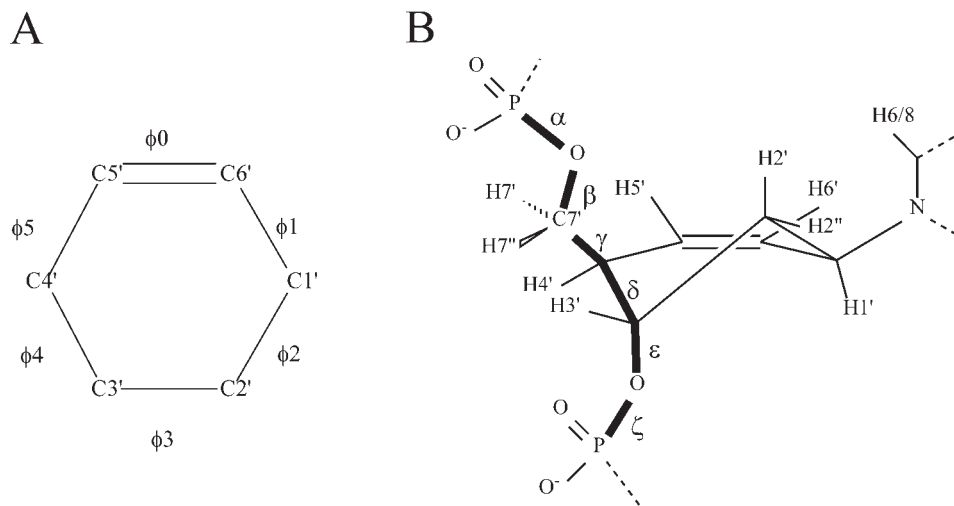 A
ϕ0
C5' C6'
ϕ5 ϕ1
C4' C1'
ϕ4 ϕ2
C3' C2'
ϕ3
B
O
P
O⁻ α
O
H6/8
H7' β H5' H2' H6'
C7' H2'' N
H7'' γ
H4' δ
H3' H1'
ε
O
O
P ζ
O⁻